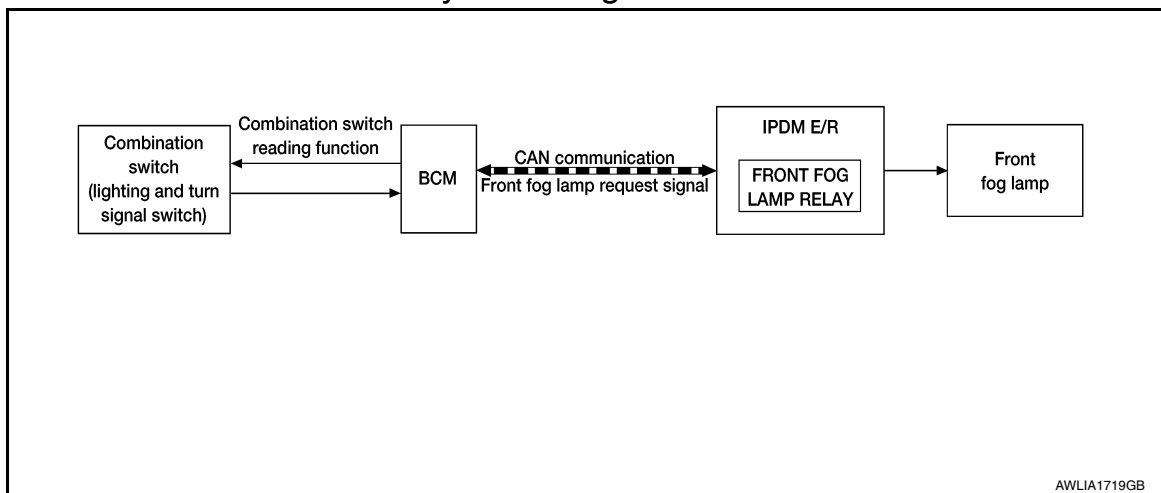 Combination
switch
(lighting and turn
signal switch)
Combination switch
reading function
BCM
CAN communication
Front fog lamp request signal
IPDM E/R
FRONT FOG
LAMP RELAY
Front
fog lamp
AWLIA1719GB